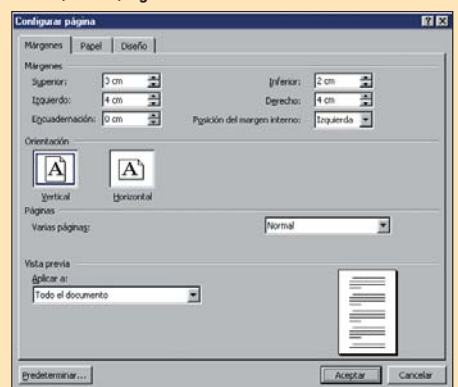 Configurar página
Márgenes Papel Diseño
Márgenes
Superior: 3 cm Inferior: 2 cm
Izquierdo: 4 cm Derecho: 4 cm
Encuadernación: 0 cm Posición del margen interno: Izquierda
Orientación
A A
Vertical Horizontal
Páginas
Varias páginas: Normal
Vista previa
Aplicar a:
Todo el documento
Predeterminar... Aceptar Cancelar